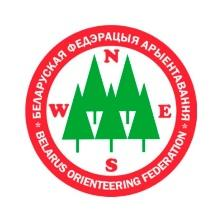 БЕЛАРУСКАЯ ФЕДЭРАЦЫЯ АРЫЕНТАВАННЯ
N
W E
S
BELARUS ORIENTEERING FEDERATION